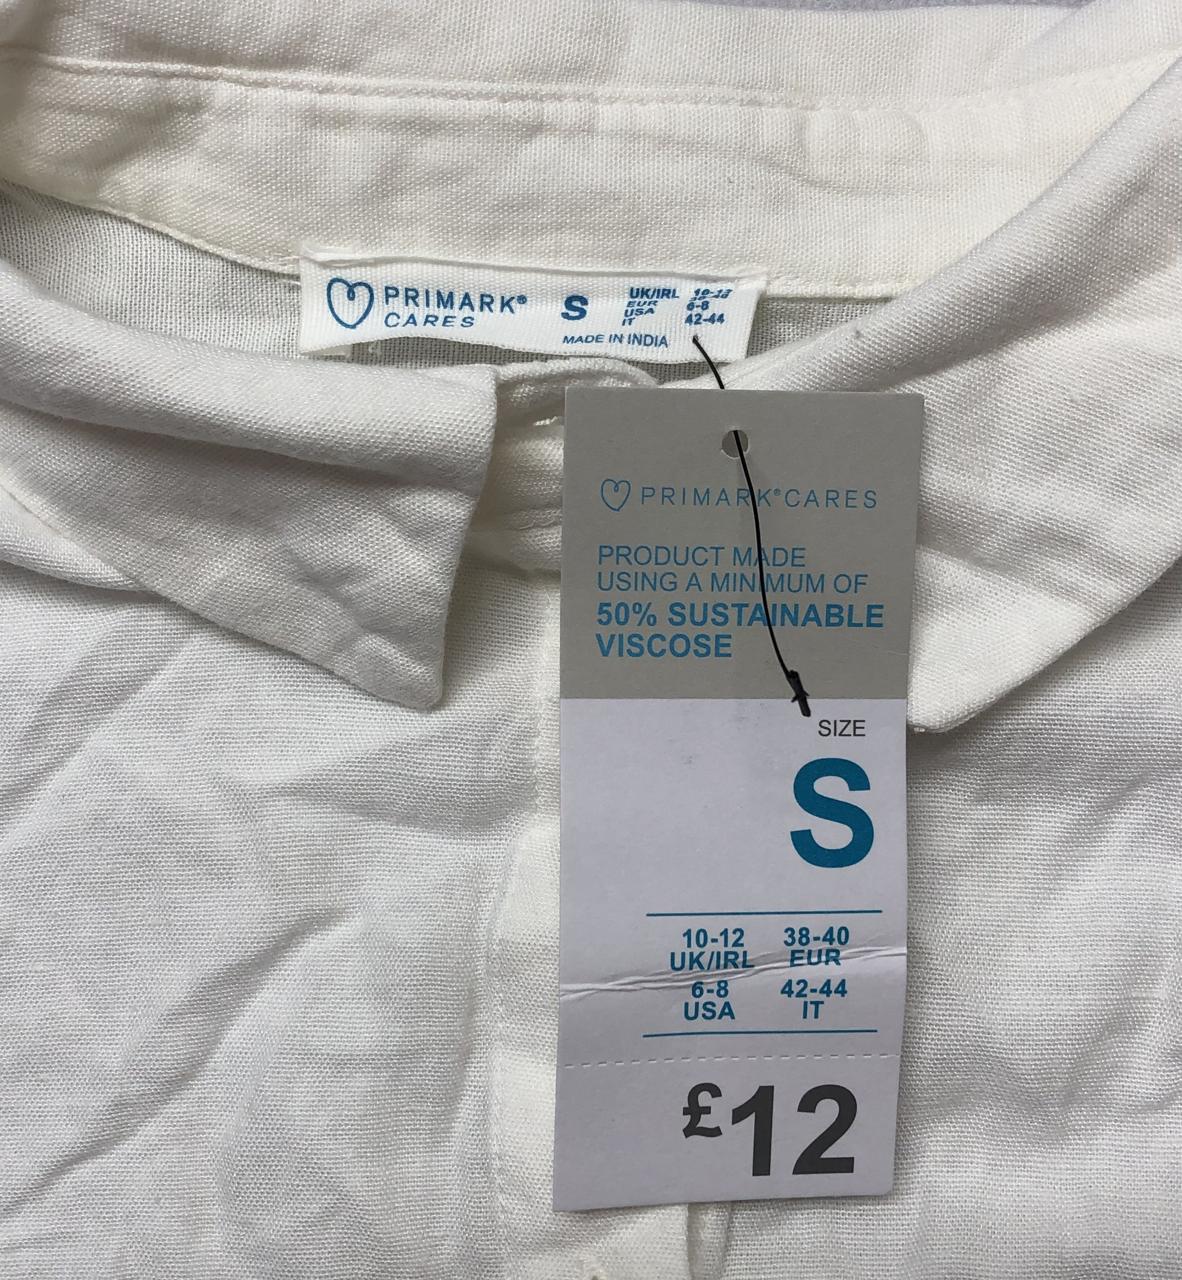 PRIMARK®
CARES
S
UK/IRL 10-12
EUR 38-40
USA 6-8
IT 42-44
MADE IN INDIA
PRIMARK®CARES
PRODUCT MADE
USING A MINIMUM OF
50% SUSTAINABLE
VISCOSE
SIZE
S
10-12 38-40
UK/IRL EUR
6-8 42-44
USA IT
£12